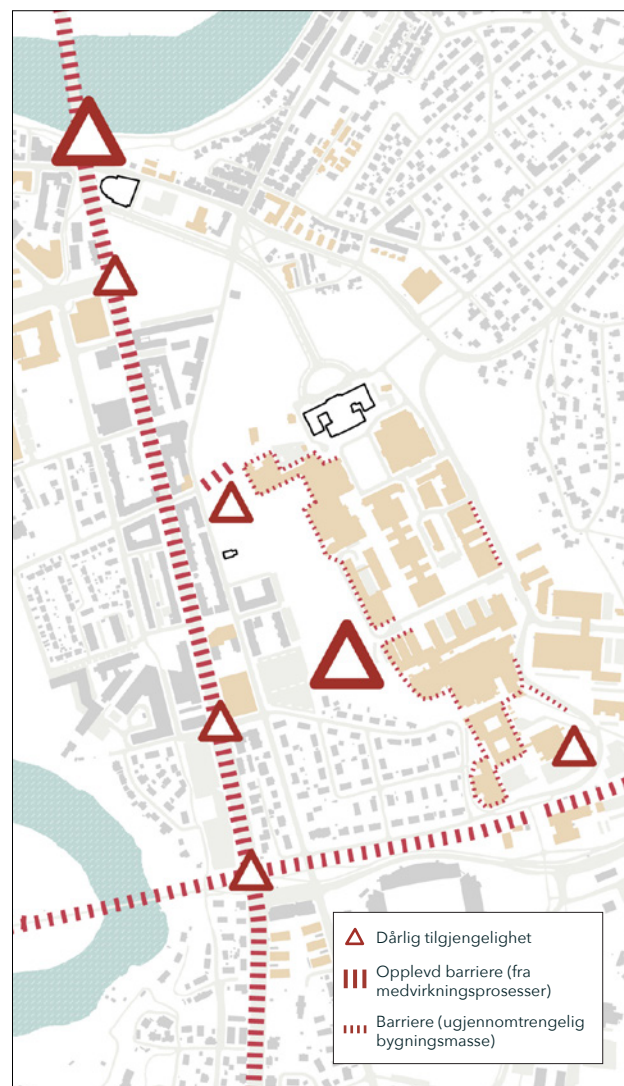 Dårlig tilgjengelighet
Opplevd barriere (fra
medvirkningsprosesser)
Barriere (ugjennomtrengelig
bygningsmasse)